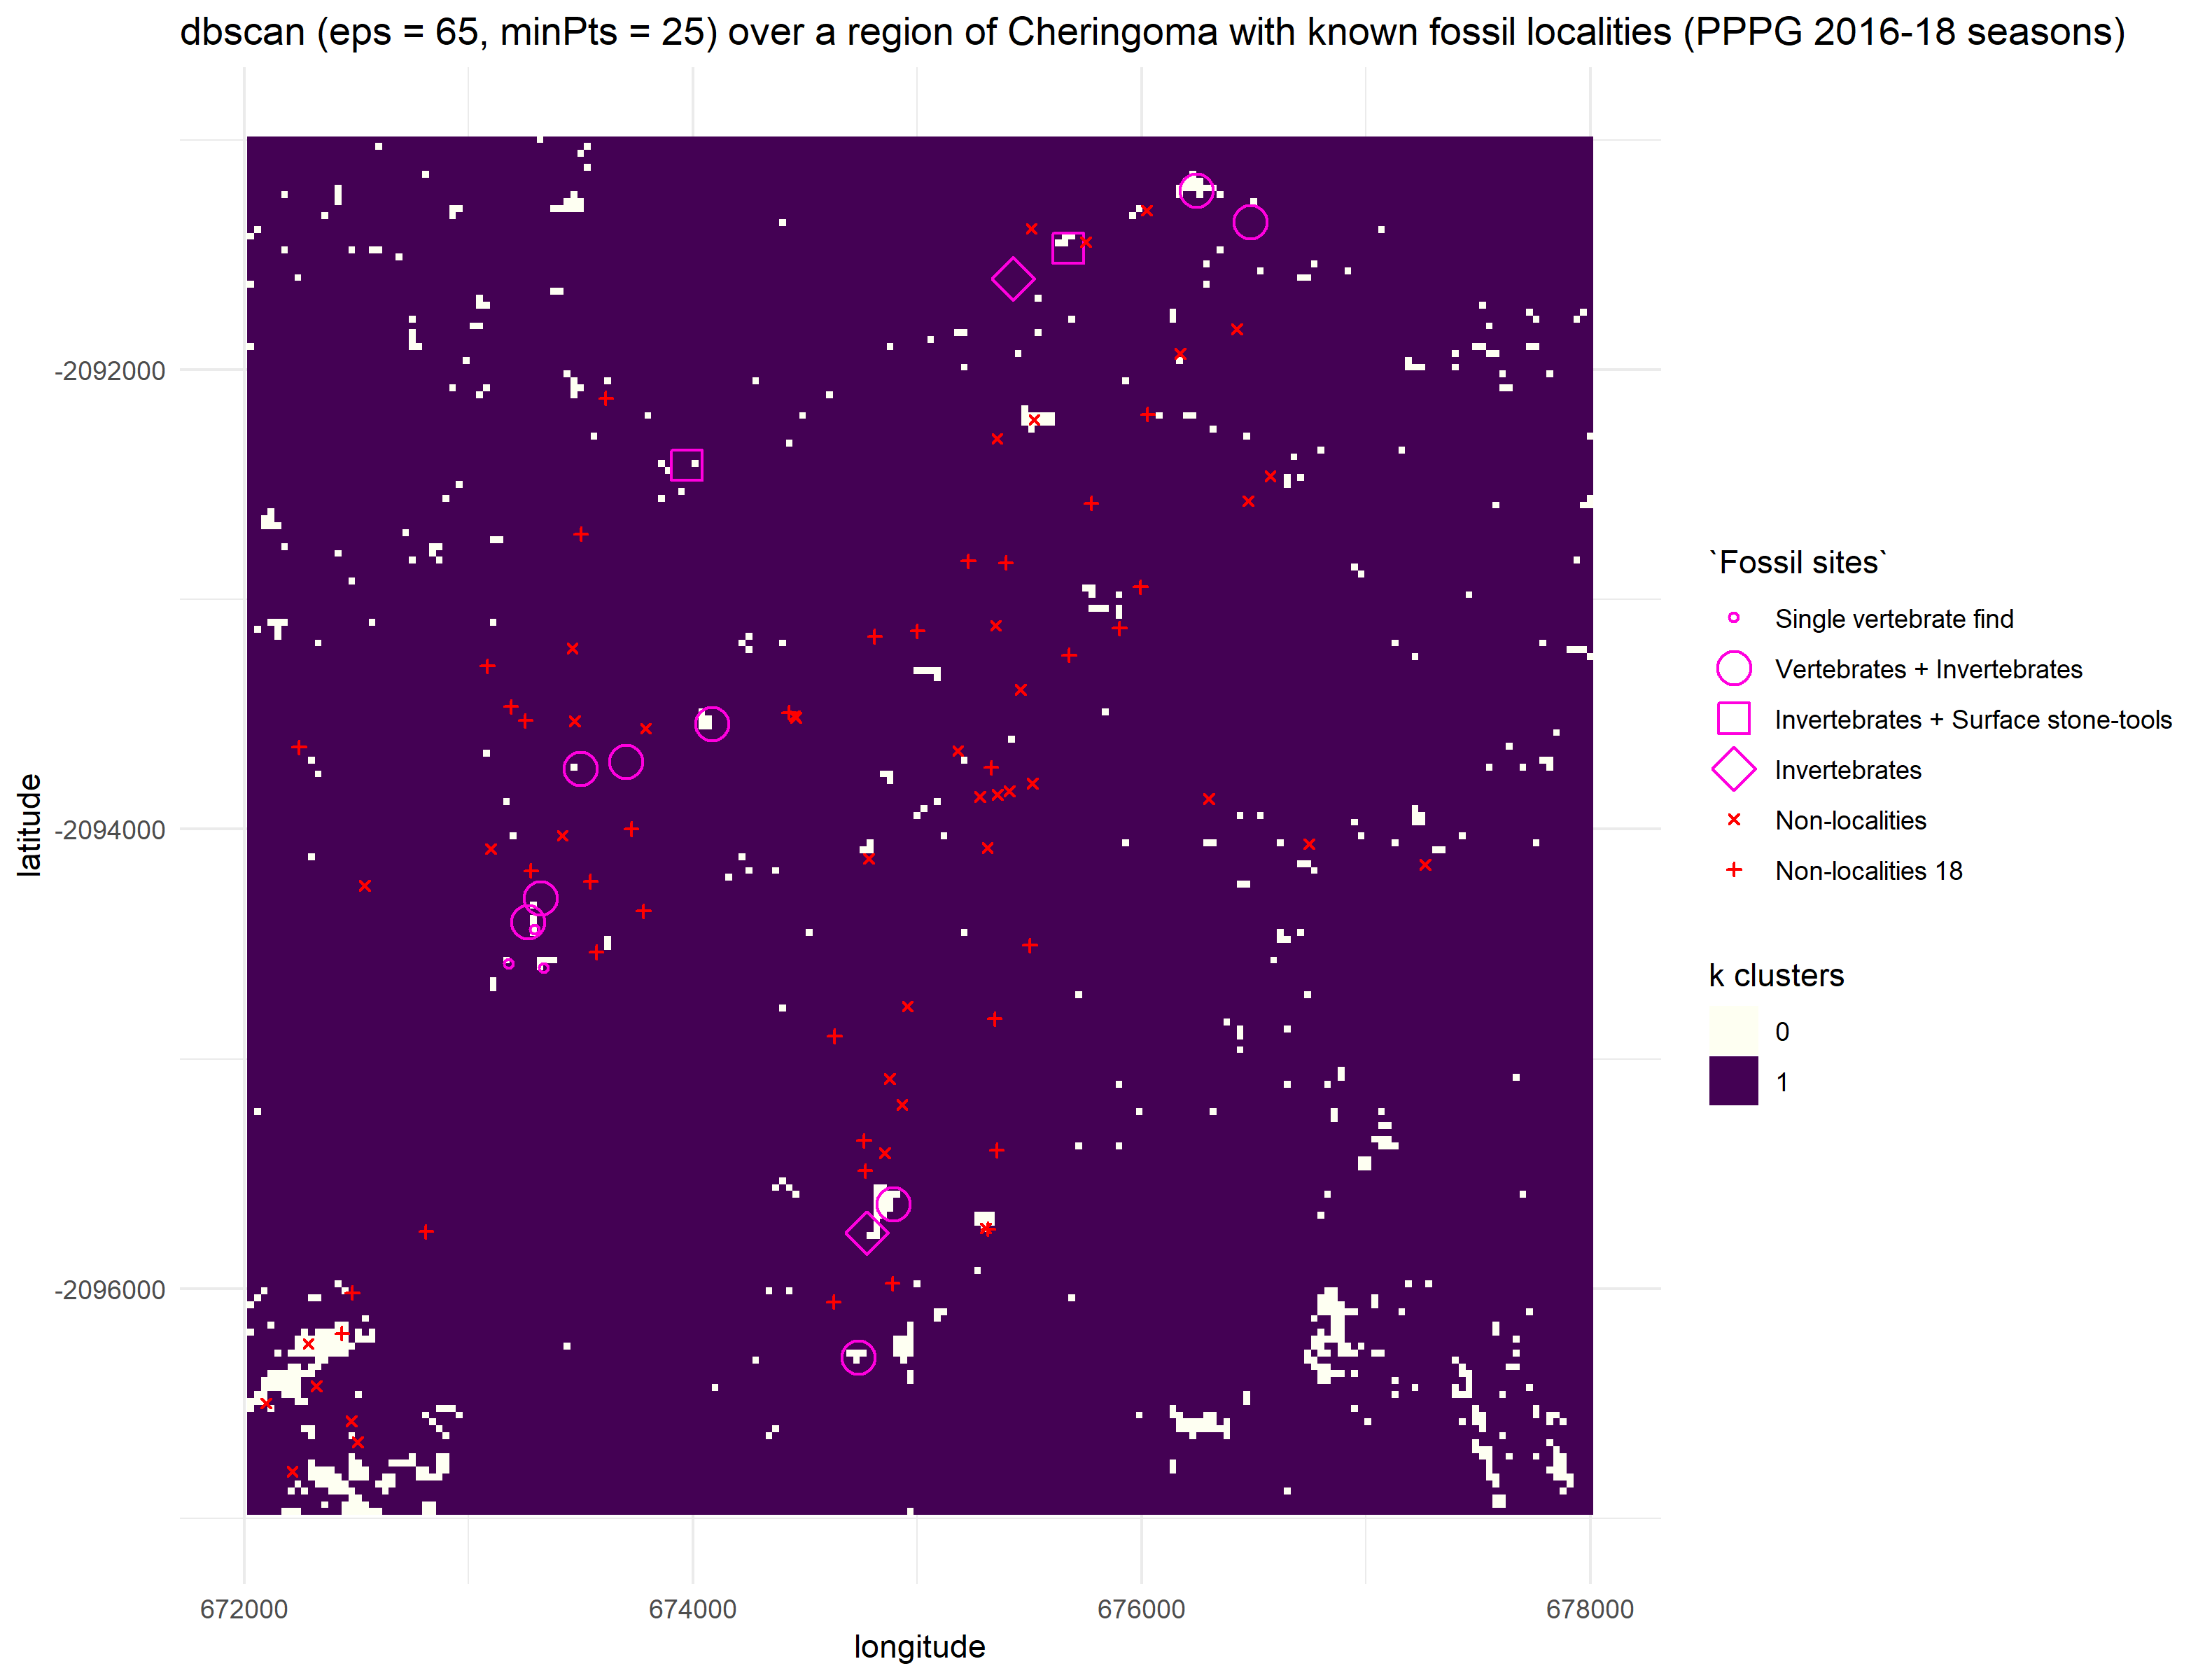 dbscan (eps = 65, minPts = 25) over a region of Cheringoma with known fossil localities (PPPG 2016-18 seasons)
latitude
-2092000
-2094000
-2096000
672000
674000
676000
678000
longitude
`Fossil sites`
Single vertebrate find
Vertebrates + Invertebrates
Invertebrates + Surface stone-tools
Invertebrates
Non-localities
Non-localities 18
k clusters
0
1